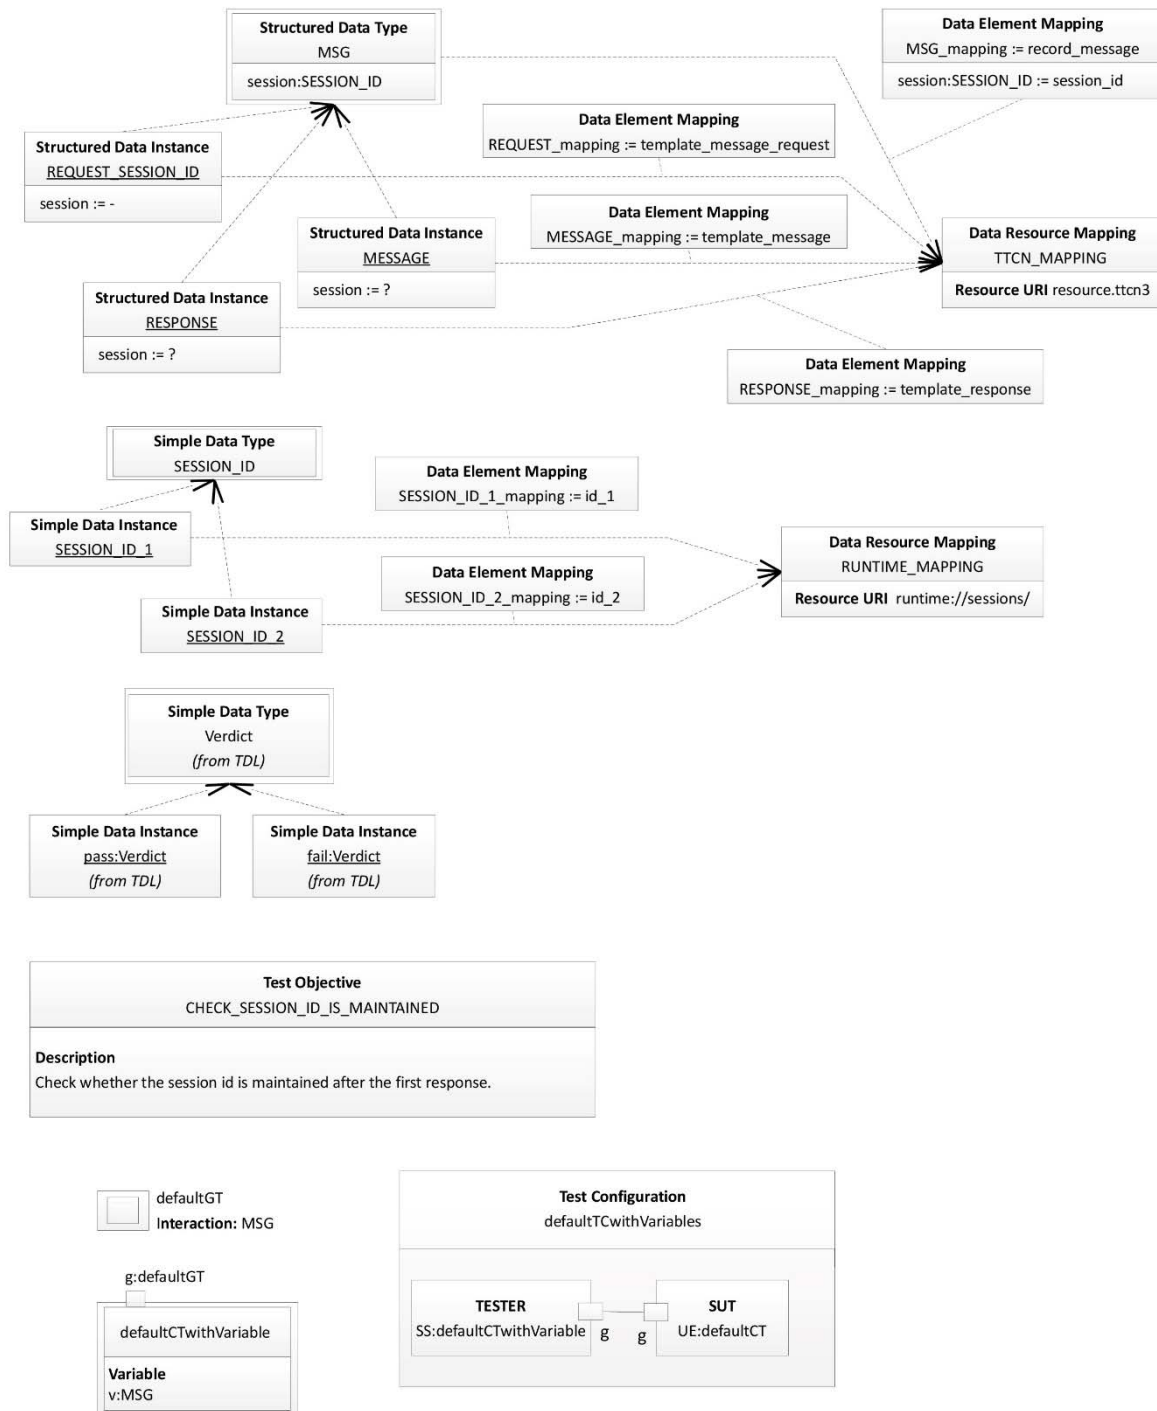 Structured Data Type
MSG
session:SESSION_ID
Data Element Mapping
MSG_mapping := record_message
session:SESSION_ID := session_id
Structured Data Instance
REQUEST_SESSION_ID
session := -
Data Element Mapping
REQUEST_mapping := template_message_request
Structured Data Instance
MESSAGE
session := ?
Data Element Mapping
MESSAGE_mapping := template_message
Data Resource Mapping
TTCN_MAPPING
Resource URI resource.ttcn3
Structured Data Instance
RESPONSE
session := ?
Data Element Mapping
RESPONSE_mapping := template_response
Simple Data Type
SESSION_ID
Data Element Mapping
SESSION_ID_1_mapping := id_1
Simple Data Instance
SESSION_ID_1
Data Resource Mapping
RUNTIME_MAPPING
Resource URI runtime://sessions/
Data Element Mapping
SESSION_ID_2_mapping := id_2
Simple Data Instance
SESSION_ID_2
Simple Data Type
Verdict
(from TDL)
Simple Data Instance
pass:Verdict
(from TDL)
Simple Data Instance
fail:Verdict
(from TDL)
Test Objective
CHECK_SESSION_ID_IS_MAINTAINED
Description
Check whether the session id is maintained after the first response.
defaultGT
Interaction: MSG
g:defaultGT
defaultCTwithVariable
Variable
v:MSG
Test Configuration
defaultTCwithVariables
TESTER
SS:defaultCTwithVariable
g
g
SUT
UE:defaultCT